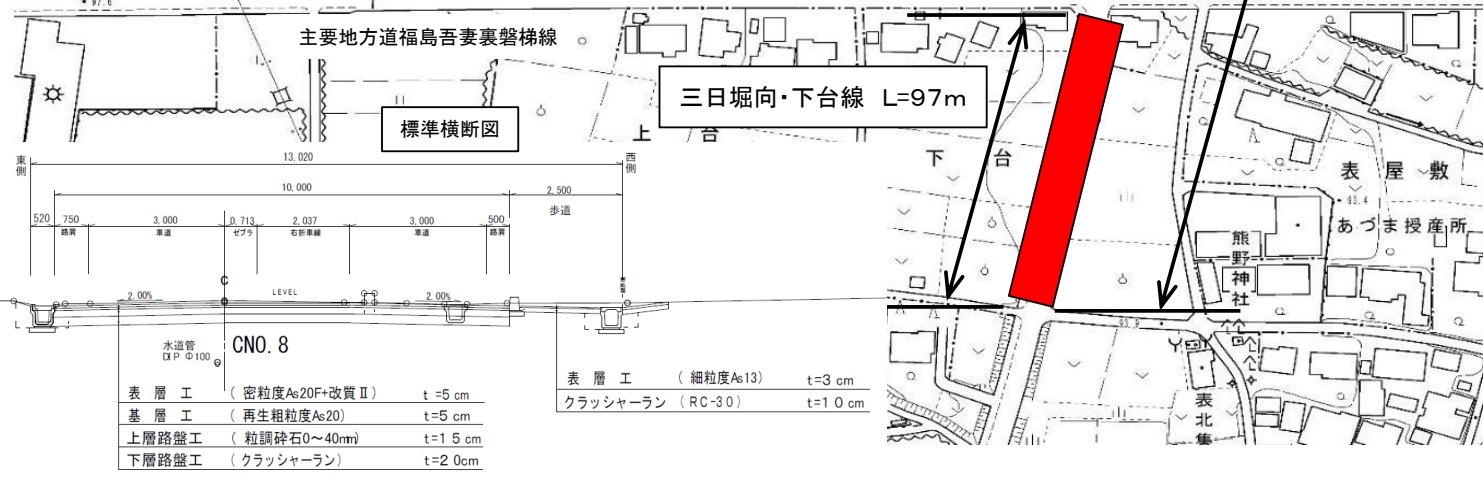 97.6
主要地方道福島吾妻裏磐梯線
三日堀向・下台線 L=97m
標準横断図
上 台
下 台
表 屋 敷
93.4
あづま授産所
熊野神社
93.9
表北集
東側
13,020
西側
10,000
2,500
歩道
520
750
3,000
0.713
2,037
3,000
500
路肩
車道
ゼブラ
右折車線
車道
路肩
C
2.00%
LEVEL
2.00%
水道管
DIP Φ100
CNO.8
表 層 工 ( 密粒度As20F+改質Ⅱ) t=5 cm
基 層 工 ( 再生粗粒度As20) t=5 cm
上層路盤工 ( 粒調砕石0～40mm) t=15 cm
下層路盤工 ( クラッシャーラン) t=20cm
表 層 工 ( 細粒度As13) t=3 cm
クラッシャーラン (RC-30) t=10 cm